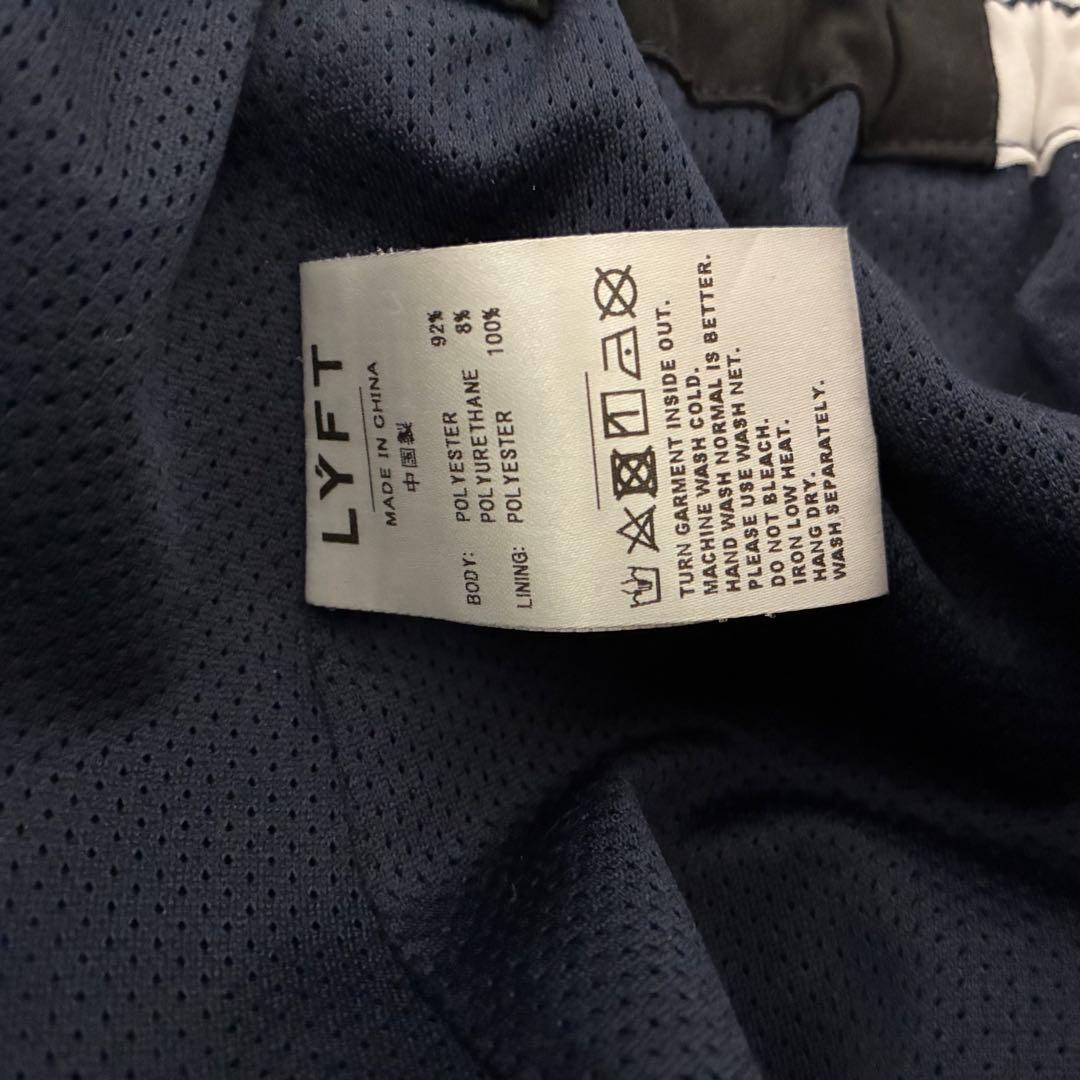 LYFT
MADE IN CHINA
中国製
BODY: POLYESTER 92%
POLYURETHANE 8%
LINING: POLYESTER 100%
TURN GARMENT INSIDE OUT.
MACHINE WASH COLD.
HAND WASH NORMAL IS BETTER.
PLEASE USE WASH NET.
DO NOT BLEACH.
IRON LOW HEAT.
HANG DRY.
WASH SEPARATELY.